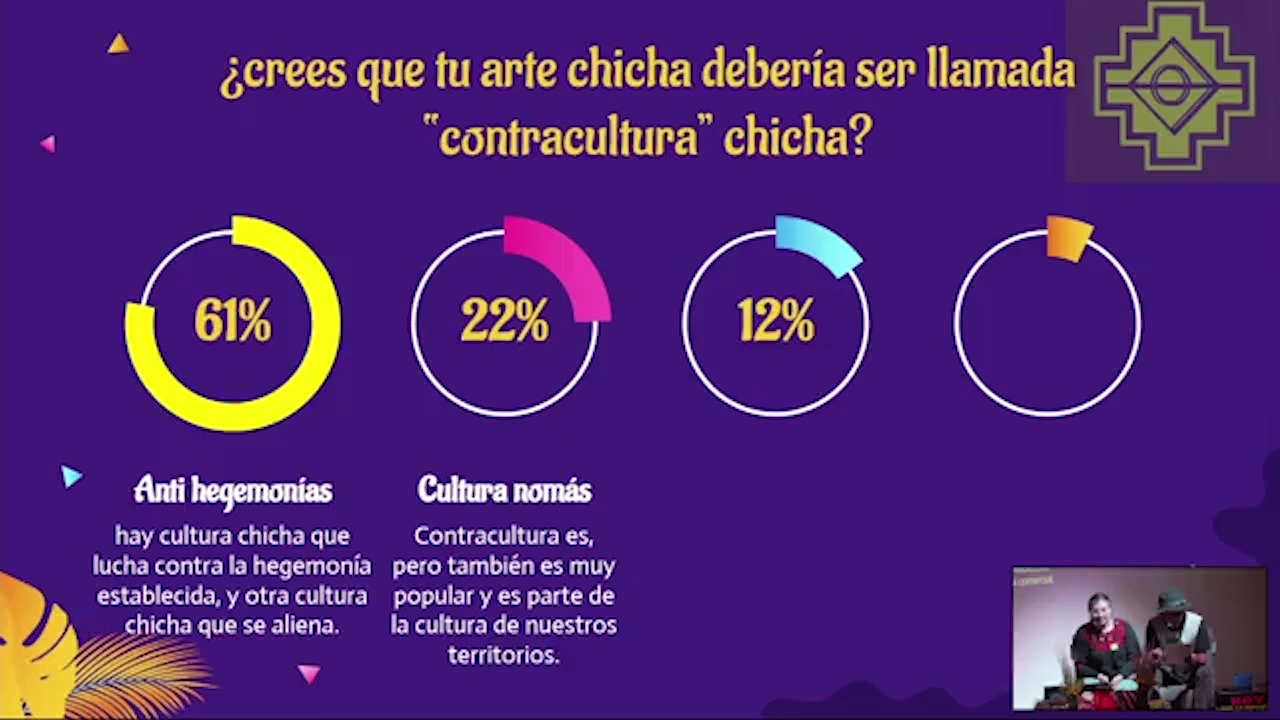 ¿crees que tu arte chicha debería ser llamada
“contracultura” chicha?
61%
22%
12%
Anti hegemonías
hay cultura chicha que
lucha contra la hegemonía
establecida, y otra cultura
chicha que se aliena.
Cultura nomás
Contracultura es,
pero también es muy
popular y es parte de
la cultura de nuestros
territorios.